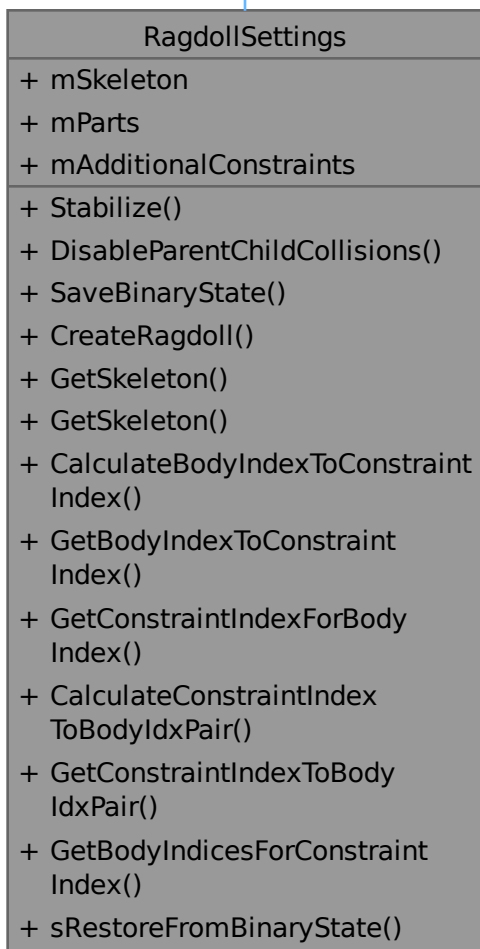 RagdollSettings
+ mSkeleton
+ mParts
+ mAdditionalConstraints
+ Stabilize()
+ DisableParentChildCollisions()
+ SaveBinaryState()
+ CreateRagdoll()
+ GetSkeleton()
+ GetSkeleton()
+ CalculateBodyIndexToConstraint
Index()
+ GetBodyIndexToConstraint
Index()
+ GetConstraintIndexForBody
Index()
+ CalculateConstraintIndex
ToBodyIdxPair()
+ GetConstraintIndexToBody
IdxPair()
+ GetBodyIndicesForConstraint
Index()
+ sRestoreFromBinaryState()